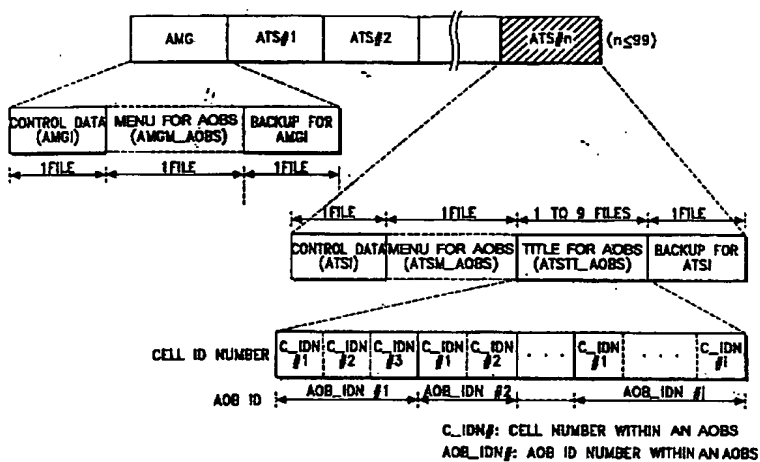 AMG ATS#1 ATS#2 ATS#n (n≤99)
CONTROL DATA (AMGI)
MENU FOR AOBS (AMGM_AOBS)
BACKUP FOR AMGI
1FILE 1FILE 1FILE
1FILE 1FILE 1 TO 9 FILES 1FILE
CONTROL DATA (ATSI)
MENU FOR AOBS (ATSM_AOBS)
TITLE FOR AOBS (ATSTT_AOBS)
BACKUP FOR ATSI
CELL ID NUMBER
C_IDN #1
C_IDN #2
C_IDN #3
C_IDN #1
C_IDN #2
. . . .
C_IDN #1
. . . .
C_IDN #i
AOB ID AOB_IDN #1 AOB_IDN #2 AOB_IDN #j
C_IDN#: CELL NUMBER WITHIN AN AOBS
AOB_IDN#: AOB ID NUMBER WITHIN AN AOBS